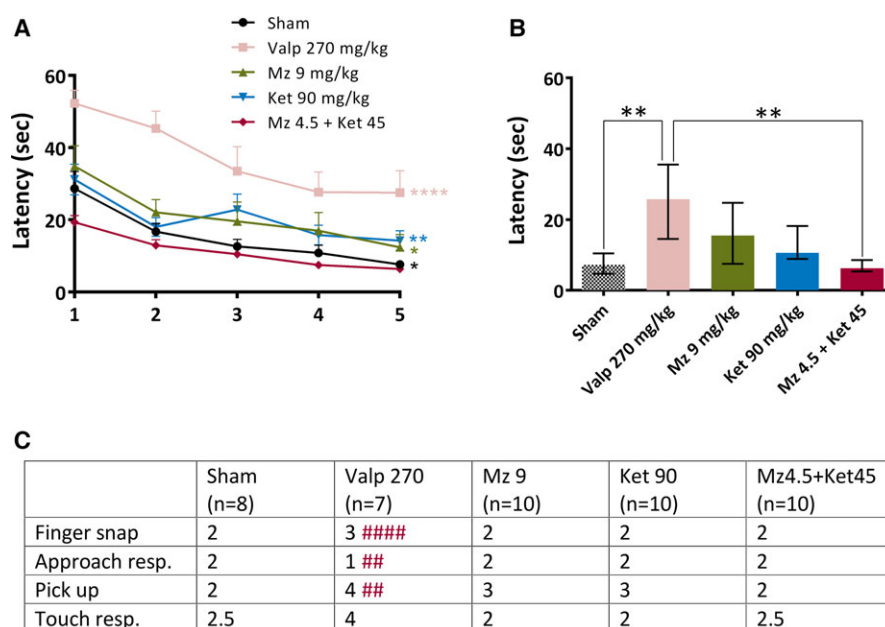 A
Sham
Valp 270 mg/kg
Mz 9 mg/kg
Ket 90 mg/kg
Mz 4.5 + Ket 45
Latency (sec)
60
40
20
0
1 2 3 4 5
****
**
*
*
B
Latency (sec)
60
40
20
0
** **
Sham
Valp 270 mg/kg
Mz 9 mg/kg
Ket 90 mg/kg
Mz 4.5 + Ket 45
C
Sham Valp 270 Mz 9 Ket 90 Mz4.5+Ket45
(n=8) (n=7) (n=10) (n=10) (n=10)
Finger snap 2 3 #### 2 2 2
Approach resp. 2 1 ## 2 2 2
Pick up 2 4 ## 3 3 2
Touch resp. 2.5 4 2 2 2.5